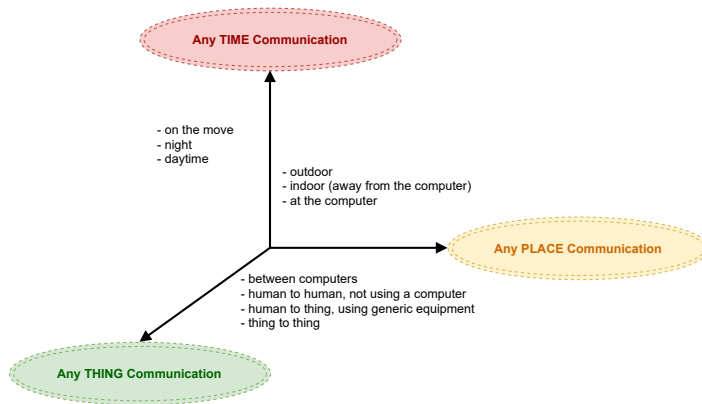 Any TIME Communication
- on the move
- night
- daytime
- outdoor
- indoor (away from the computer)
- at the computer
Any PLACE Communication
- between computers
- human to human, not using a computer
- human to thing, using generic equipment
- thing to thing
Any THING Communication